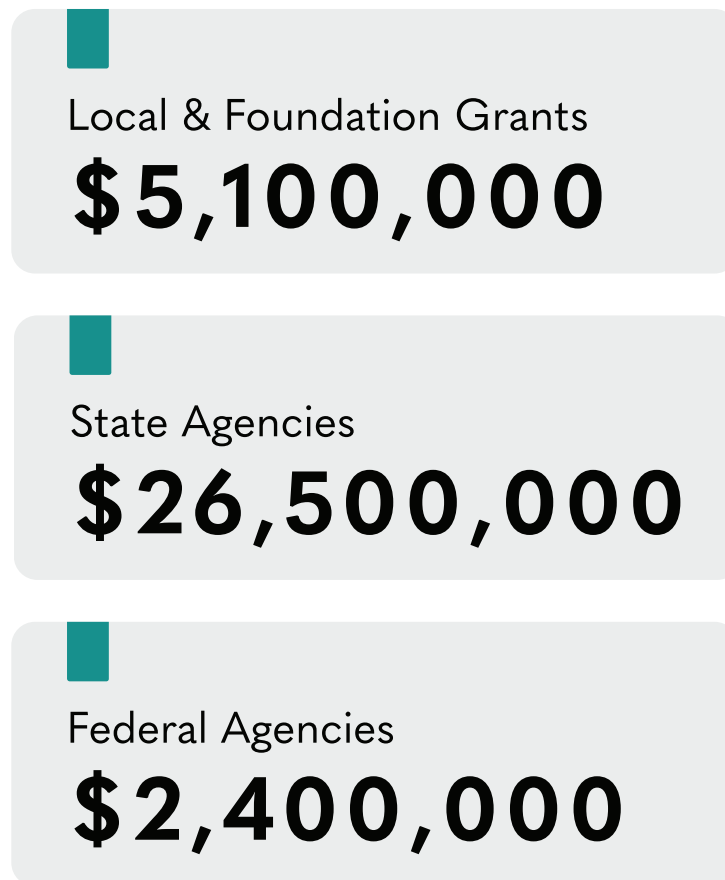 Local & Foundation Grants
$5,100,000
State Agencies
$26,500,000
Federal Agencies
$2,400,000